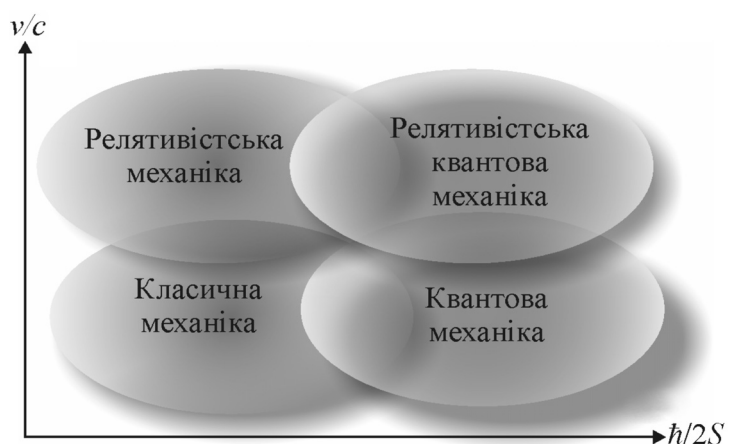 v/c
Релятивістська
механіка
Релятивістська
квантова
механіка
Класична
механіка
Квантова
механіка
ħ/2S